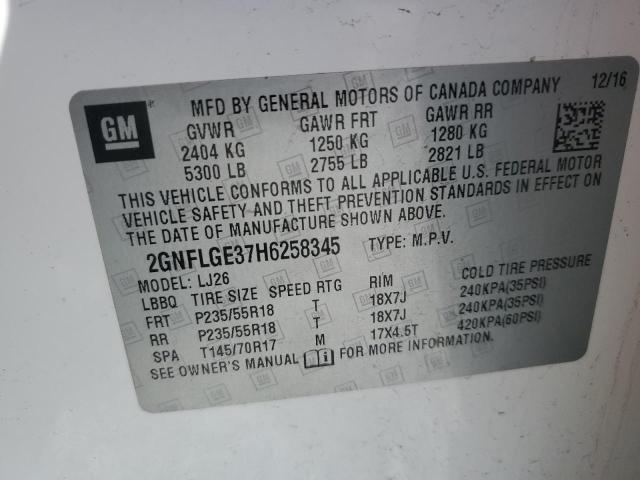 MFD BY GENERAL MOTORS OF CANADA COMPANY 12/16
GM
GVWR GAWR FRT GAWR RR
2404 KG 1250 KG 1280 KG
5300 LB 2755 LB 2821 LB
THIS VEHICLE CONFORMS TO ALL APPLICABLE U.S. FEDERAL MOTOR
VEHICLE SAFETY AND THEFT PREVENTION STANDARDS IN EFFECT ON
THE DATE OF MANUFACTURE SHOWN ABOVE.
2GNFLGE37H6258345 TYPE: M.P.V.
MODEL: LJ26
LBBQ TIRE SIZE SPEED RTG RIM COLD TIRE PRESSURE
FRT P235/55R18 T 18X7J 240KPA(35PSI)
RR P235/55R18 T 18X7J 240KPA(35PSI)
SPA T145/70R17 M 17X4.5T 420KPA(60PSI)
SEE OWNER'S MANUAL FOR MORE INFORMATION.